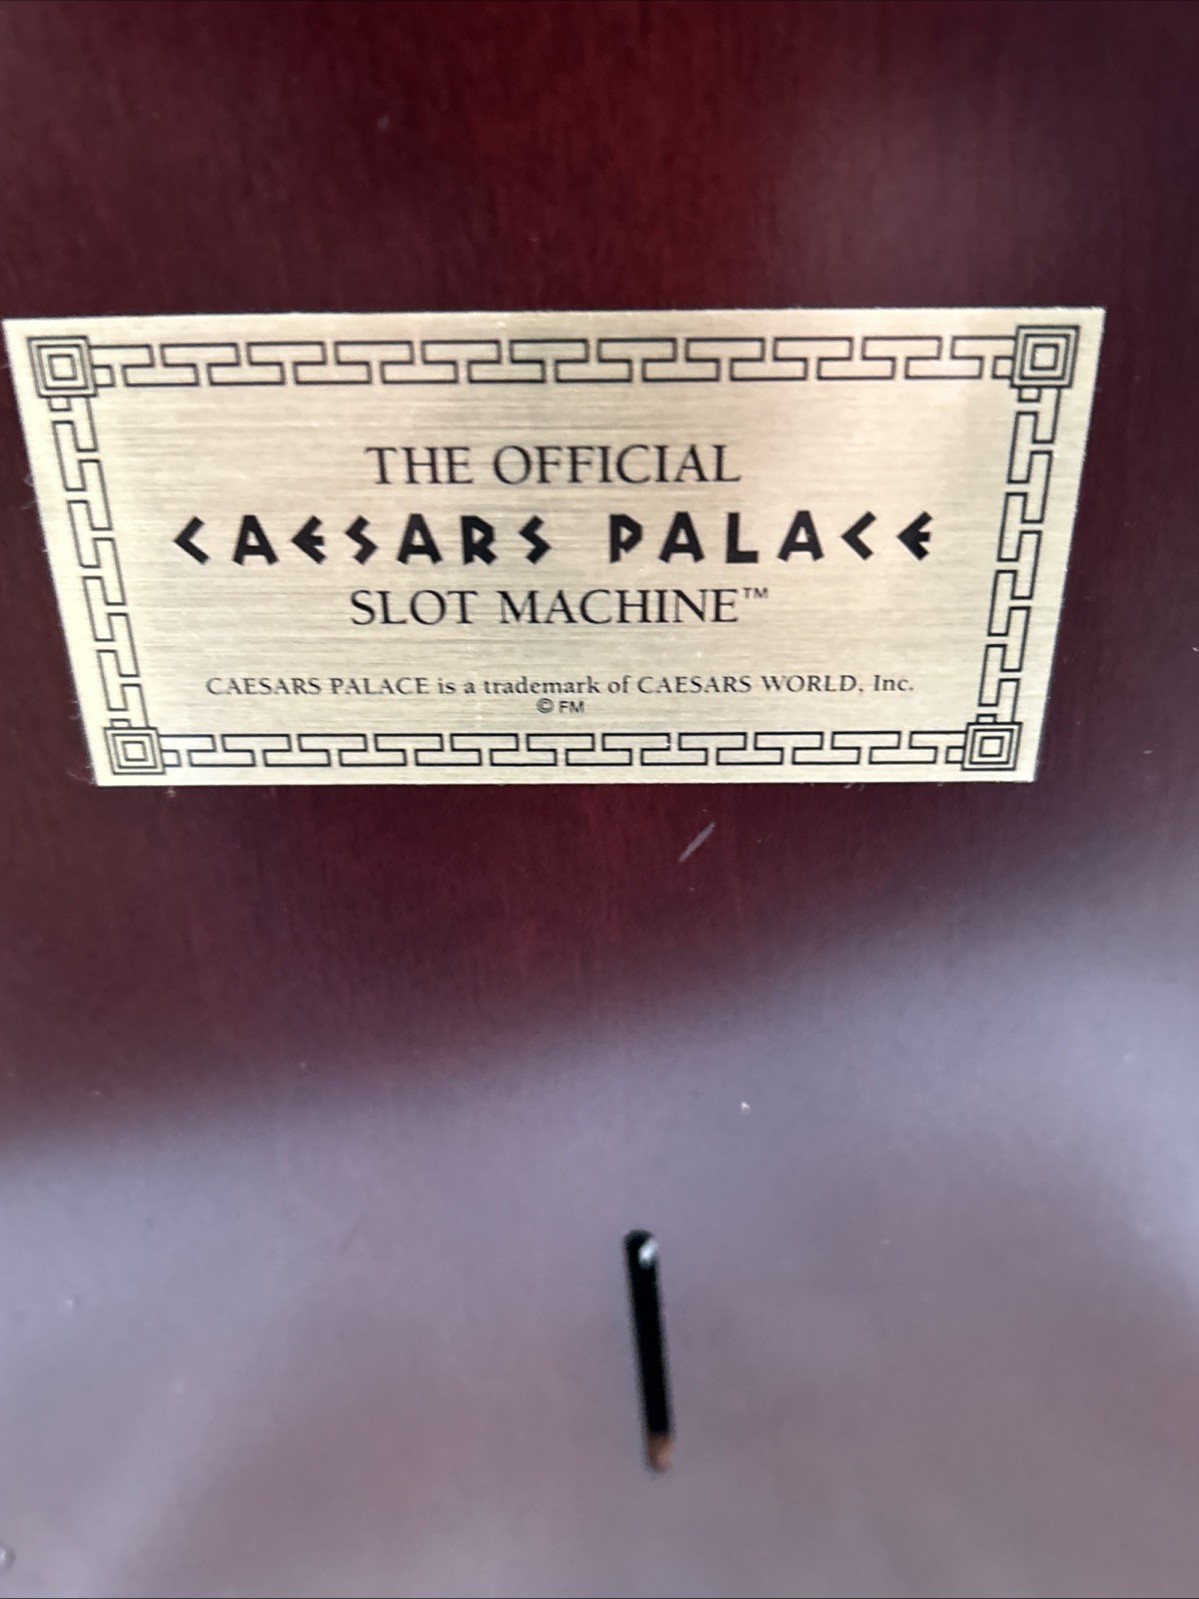 THE OFFICIAL
CAESARS PALACE
SLOT MACHINE™
CAESARS PALACE is a trademark of CAESARS WORLD, Inc.
© FM